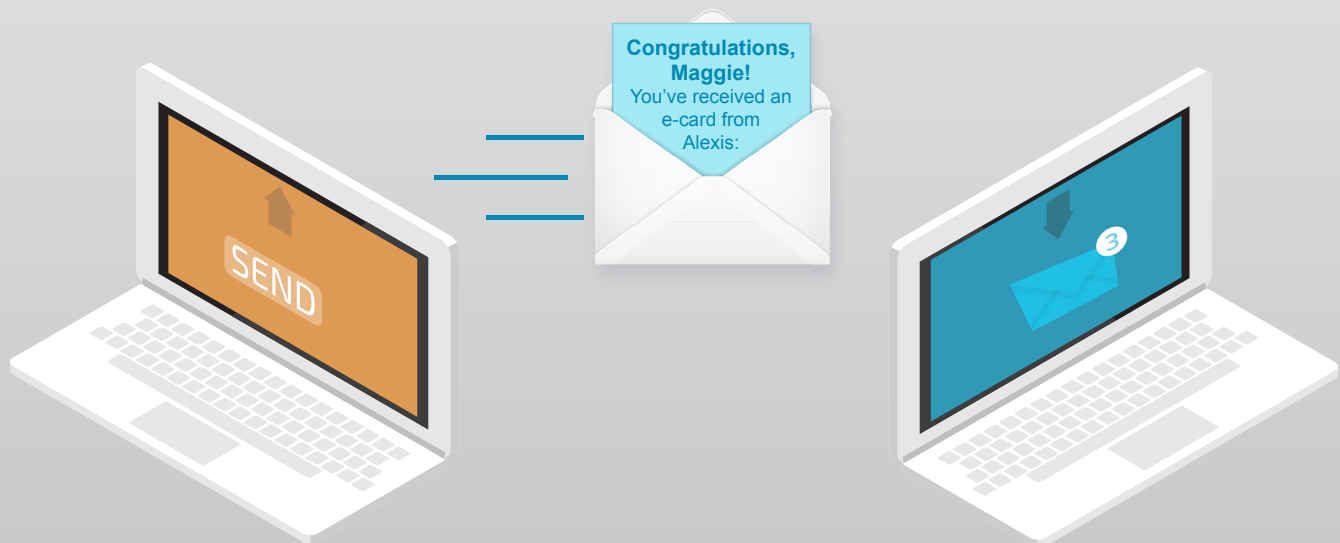 Congratulations,
Maggie!
You’ve received an
e-card from
Alexis:
SEND
3